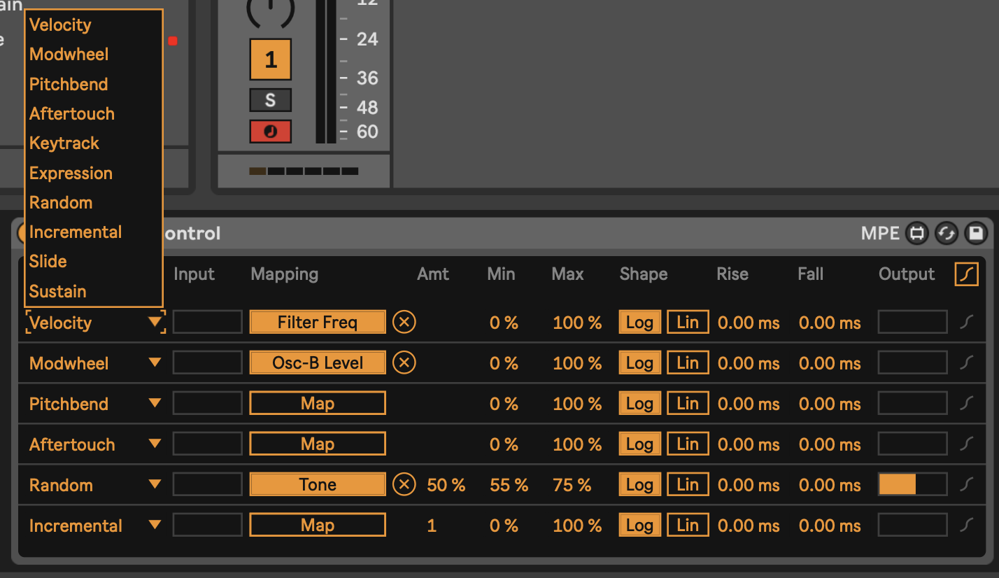 12
24
36
48
60
1
S
Velocity
Modwheel
Pitchbend
Aftertouch
Keytrack
Expression
Random
Incremental
Slide
Sustain
ontrol MPE
Input Mapping Amt Min Max Shape Rise Fall Output
Velocity Filter Freq 0 % 100 % Log Lin 0.00 ms 0.00 ms
Modwheel Osc-B Level 0 % 100 % Log Lin 0.00 ms 0.00 ms
Pitchbend Map 0 % 100 % Log Lin 0.00 ms 0.00 ms
Aftertouch Map 0 % 100 % Log Lin 0.00 ms 0.00 ms
Random Tone 50 % 55 % 75 % Log Lin 0.00 ms 0.00 ms
Incremental Map 1 0 % 100 % Log Lin 0.00 ms 0.00 ms